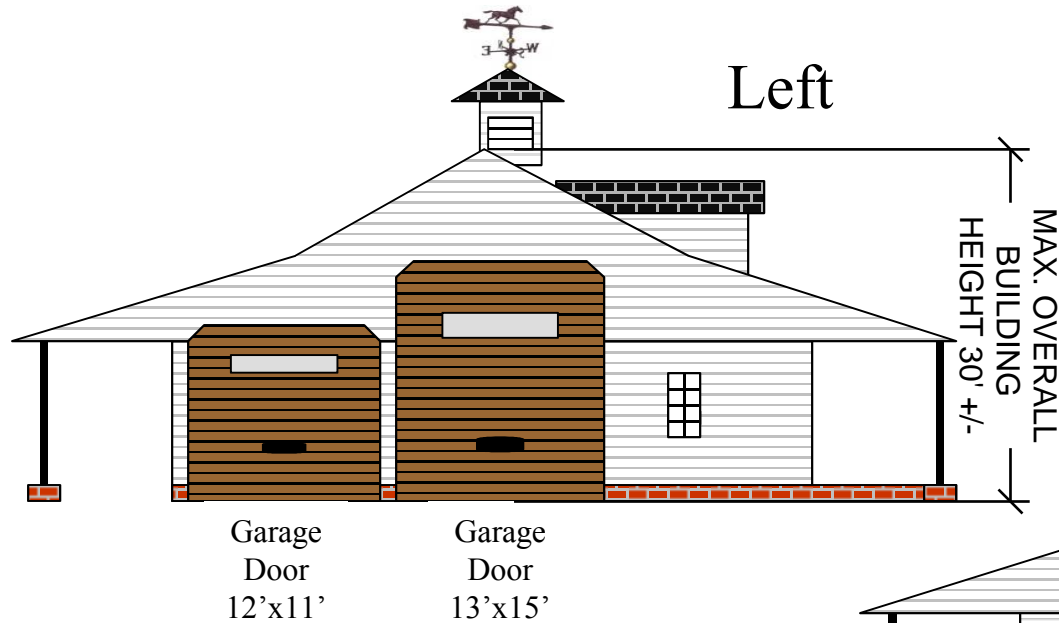 E W
Left
MAX. OVERALL
BUILDING
HEIGHT 30' +/-
Garage
Door
12’x11’
Garage
Door
13’x15’